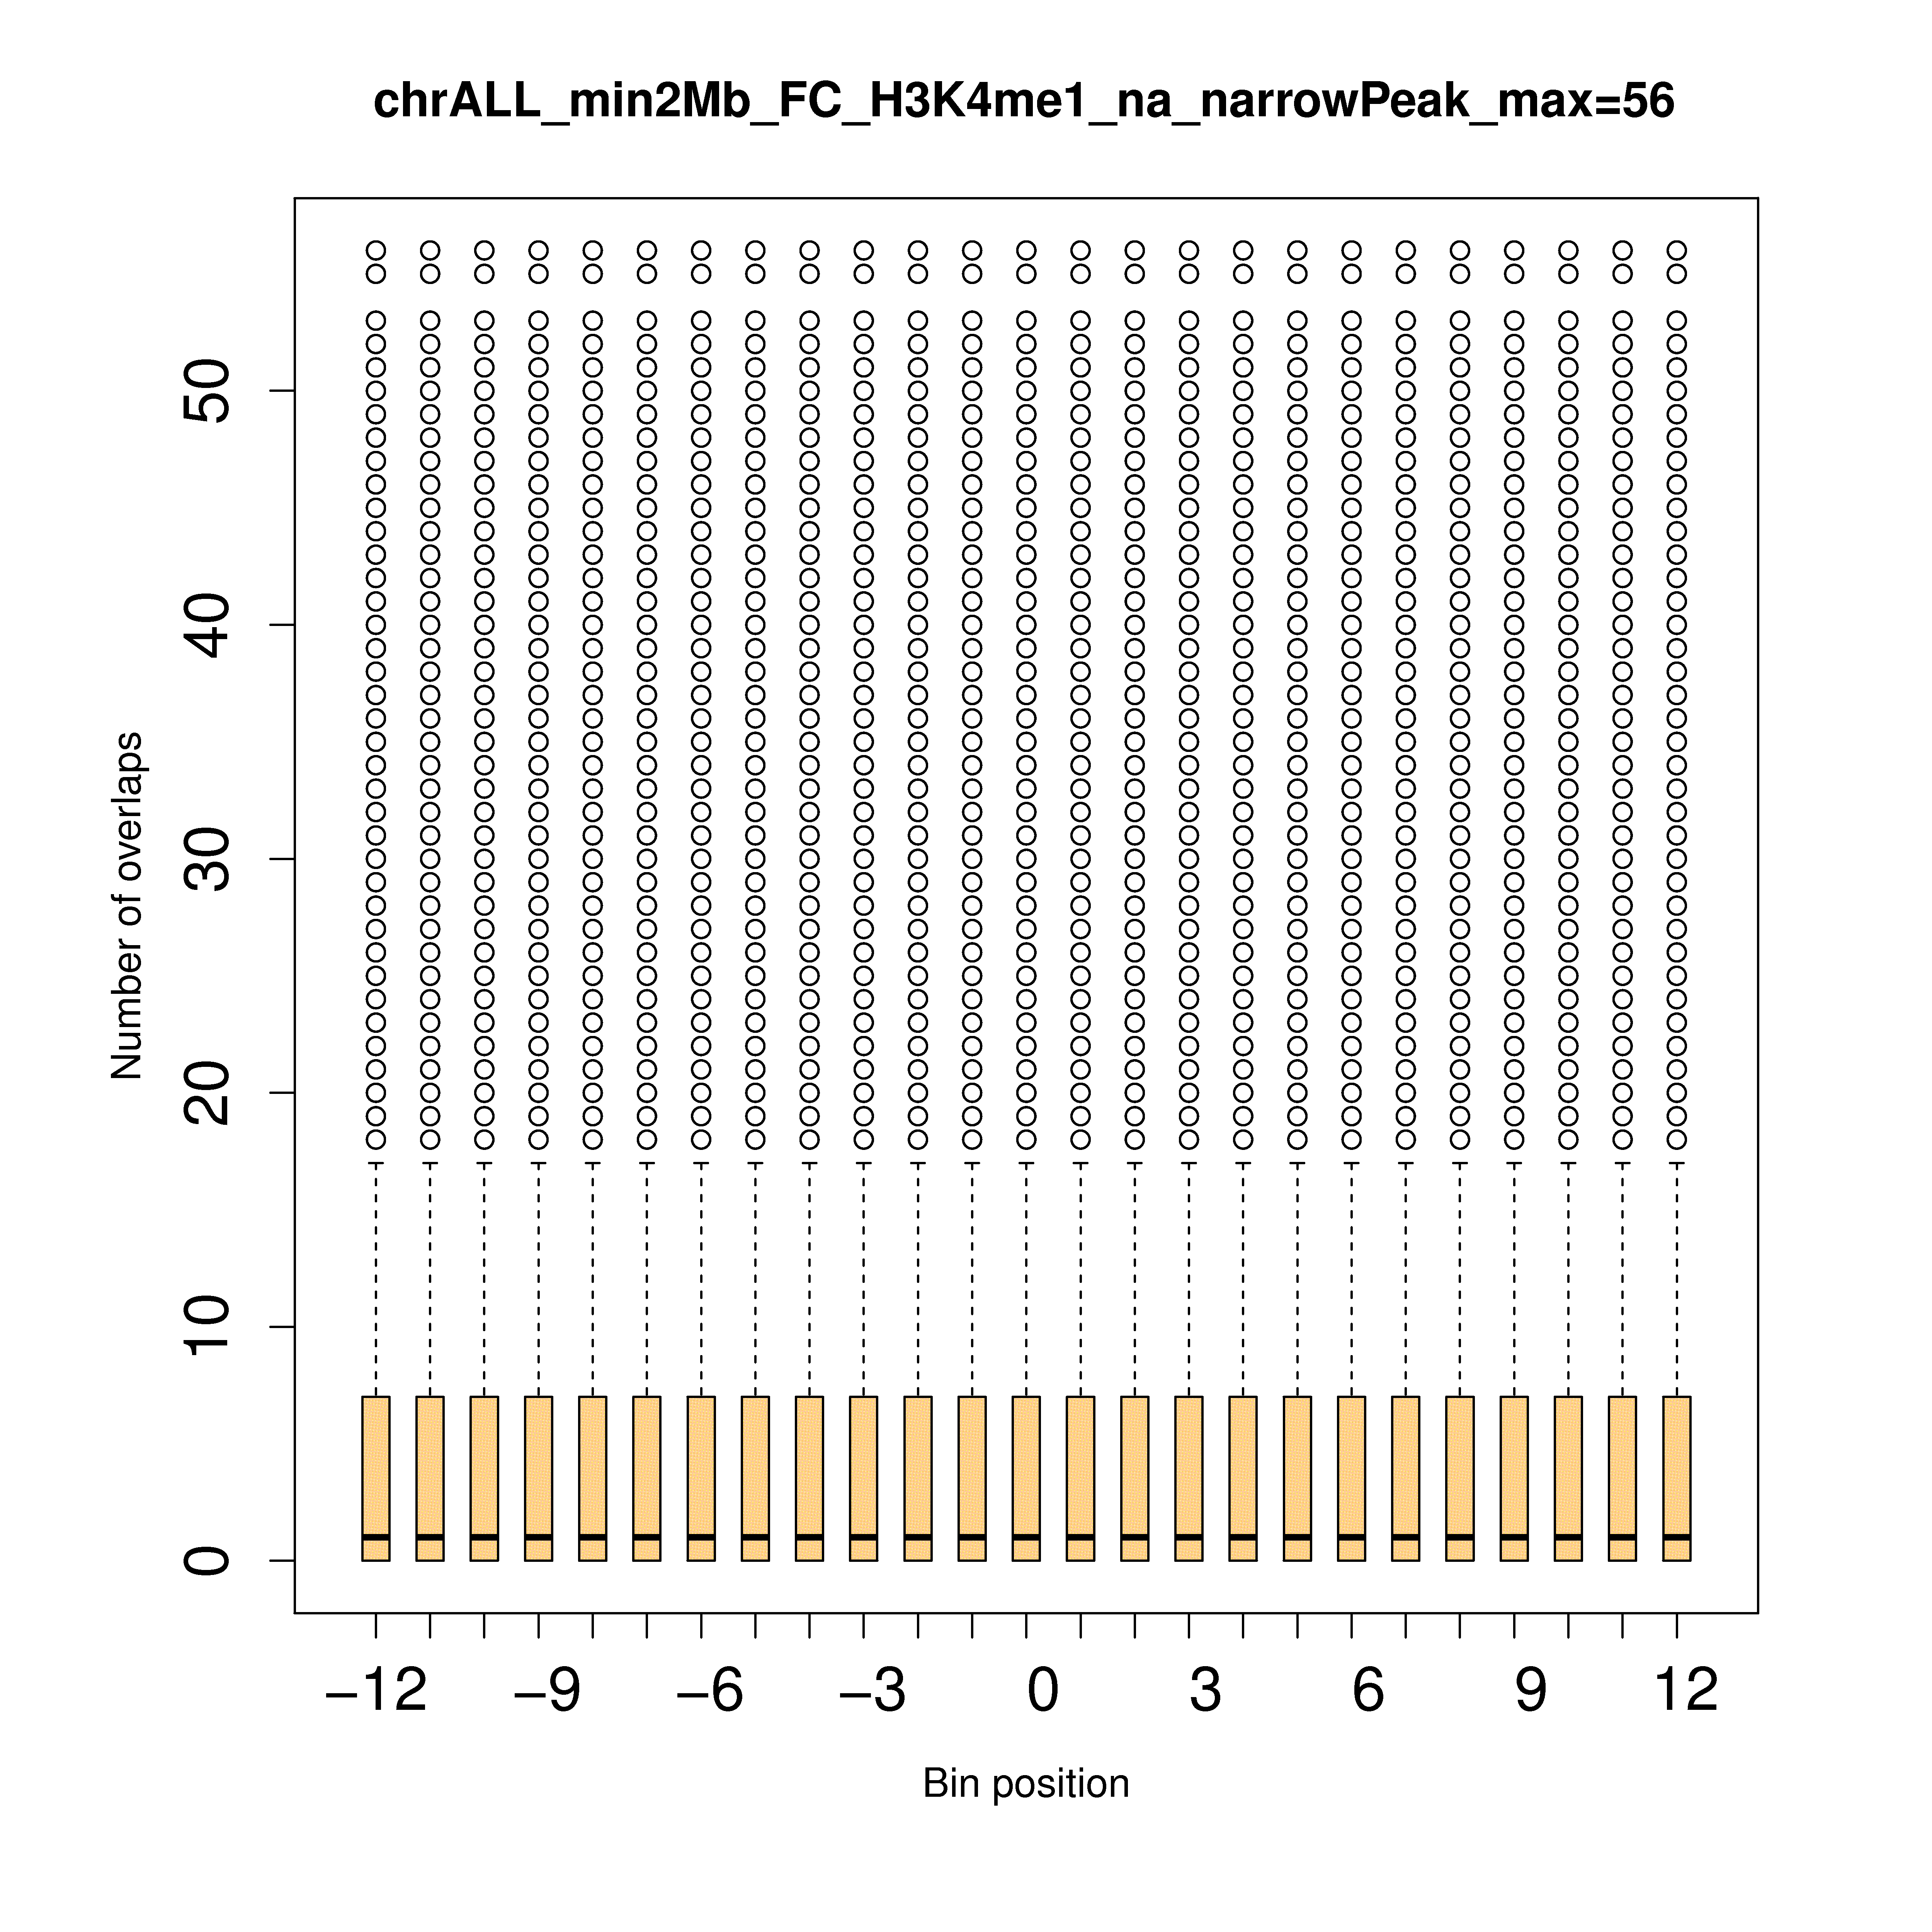 chrALL_min2Mb_FC_H3K4me1_na_narrowPeak_max=56
Number of overlaps
50
40
30
20
10
0
−12 −9 −6 −3 0 3 6 9 12
Bin position